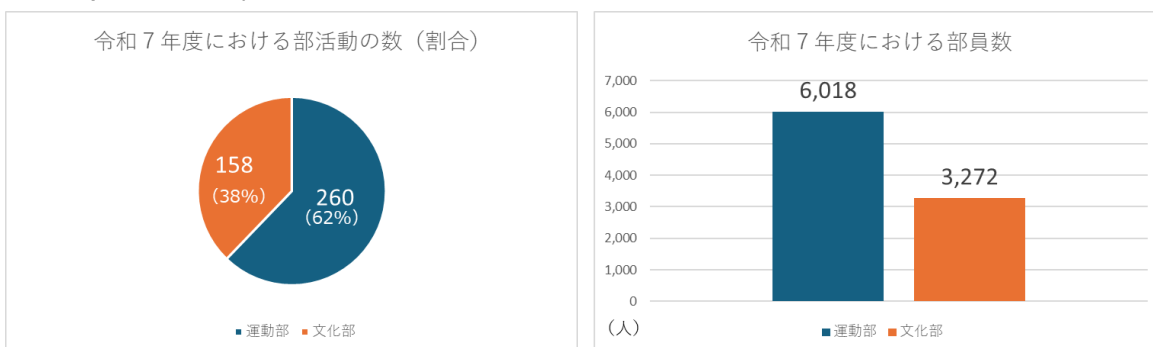 令和７年度における部活動の数（割合）
158
（38%）
260
（62%）
■ 運動部 ■ 文化部
令和７年度における部員数
7,000
6,000
5,000
4,000
3,000
2,000
1,000
0
（人）
6,018
3,272
■ 運動部 ■ 文化部